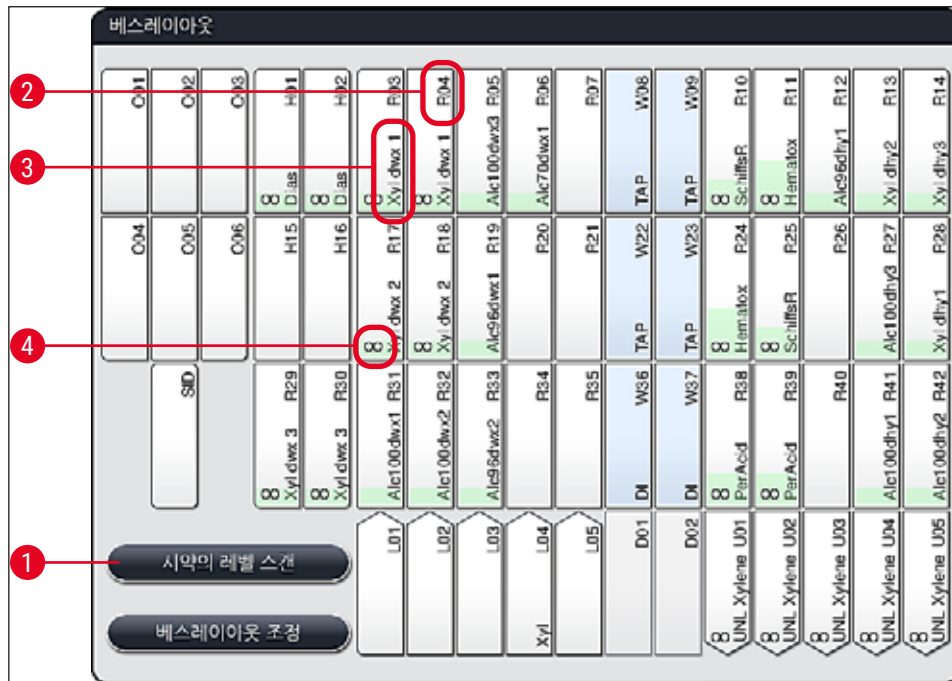 베스레이아웃
C01
C02
C03
∞
Dias H01
∞
Dias H02
∞
Xyl dwx 1 R03
∞
Xyl dwx 1 R04
Alc100dwx3 R05
Alc70dwx1 R06
R07
TAP W08
TAP W09
∞
SchiffsR R10
∞
Hematox R11
Alc96dhy1 R12
Xyl dhy2 R13
Xyl dhy3 R14
2
3
C04
C05
C06
H15
H16
∞
Xyl dwx 2 R17
∞
Xyl dwx 2 R18
Alc96dwx1 R19
R20
R21
TAP W22
TAP W23
∞
Hematox R24
∞
SchiffsR R25
R26
Alc100dhy3 R27
Xyl dhy1 R28
4
SID
∞
Xyl dwx 3 R29
∞
Xyl dwx 3 R30
Alc100dwx1 R31
Alc100dwx2 R32
Alc96dwx2 R33
R34
R35
DI W36
DI W37
∞
PerAcid R38
∞
PerAcid R39
R40
Alc100dhy1 R41
Alc100dhy2 R42
1
시약의 레벨 스캔
베스레이아웃 조정
L01
L02
L03
Xyl L04
L05
D01
D02
∞
UNL Xylene U01
∞
UNL Xylene U02
∞
UNL Xylene U03
∞
UNL Xylene U04
∞
UNL Xylene U05